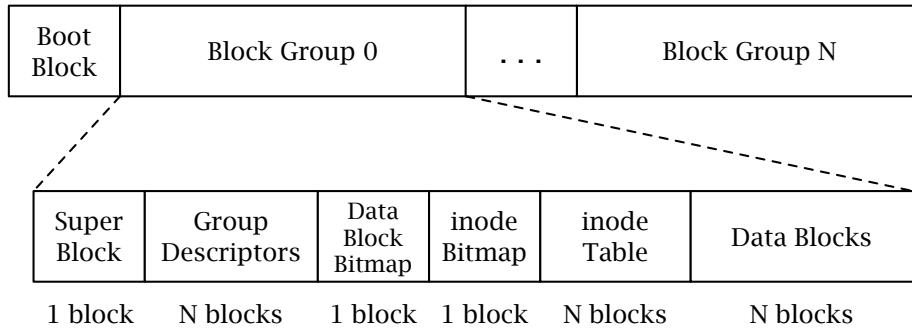 Boot
Block
Block Group 0
. . .
Block Group N
Super
Block
Group
Descriptors
Data
Block
Bitmap
inode
Bitmap
inode
Table
Data Blocks
1 block
N blocks
1 block
1 block
N blocks
N blocks